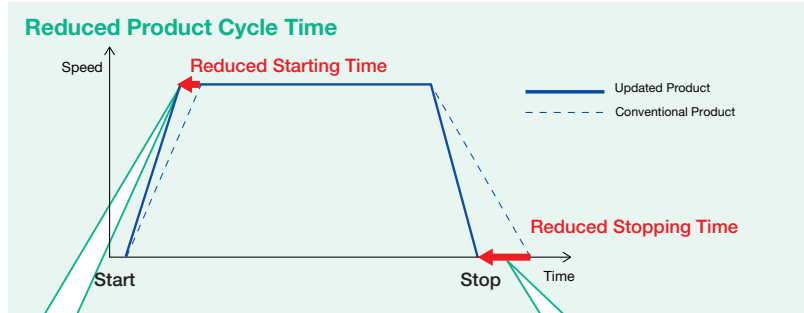 Reduced Product Cycle Time
Speed
Reduced Starting Time
Updated Product
Conventional Product
Reduced Stopping Time
Start
Stop
Time